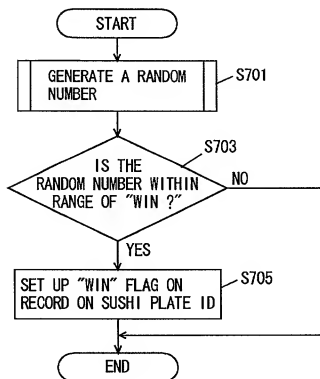 START
GENERATE A RANDOM
NUMBER
S701
S703
IS THE
RANDOM NUMBER WITHIN
RANGE OF "WIN ?"
NO
YES
SET UP "WIN" FLAG ON
RECORD ON SUSHI PLATE ID
S705
END